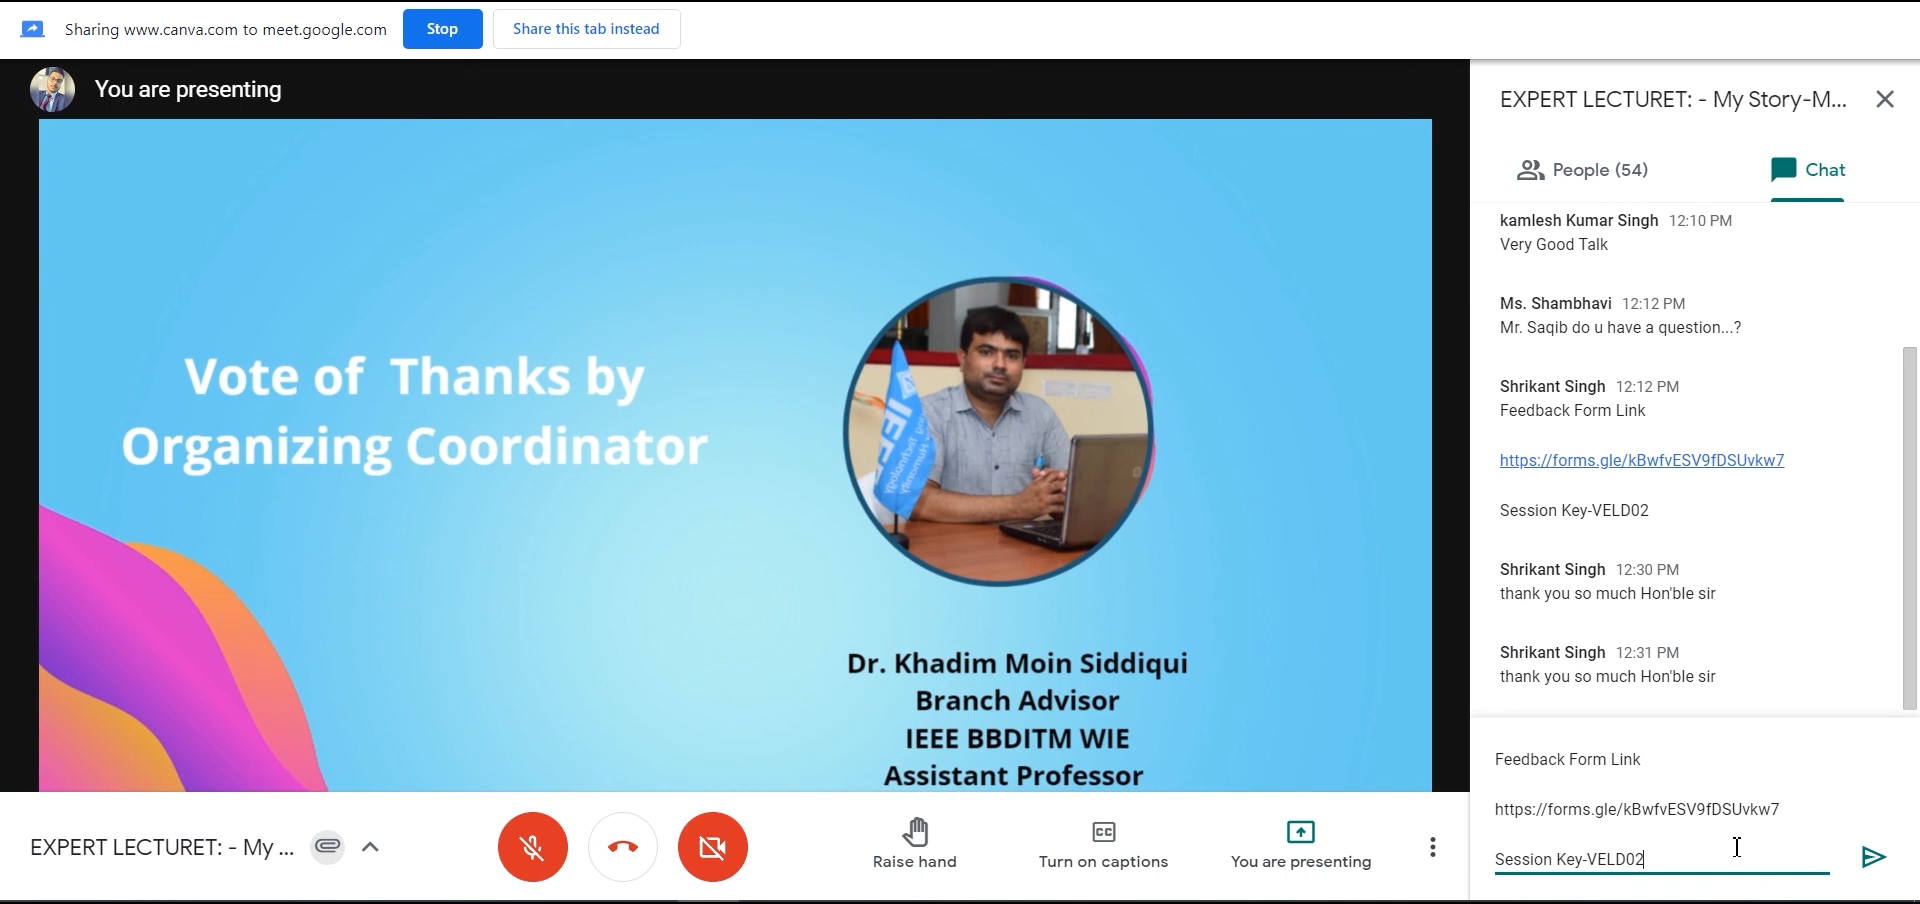 Sharing www.canva.com to meet.google.com
Stop
Share this tab instead
You are presenting
Vote of Thanks by
Organizing Coordinator
IEEE
Dr. Khadim Moin Siddiqui
Branch Advisor
IEEE BBDITM WIE
Assistant Professor
EXPERT LECTURET: - My Story-M...
People (54)
Chat
kamlesh Kumar Singh 12:10 PM
Very Good Talk
Ms. Shambhavi 12:12 PM
Mr. Saqib do u have a question...?
Shrikant Singh 12:12 PM
Feedback Form Link
https://forms.gle/kBwfvESV9fDSUvkw7
Session Key-VELD02
Shrikant Singh 12:30 PM
thank you so much Hon'ble sir
Shrikant Singh 12:31 PM
thank you so much Hon'ble sir
Feedback Form Link
https://forms.gle/kBwfvESV9fDSUvkw7
Session Key-VELD02
EXPERT LECTURET: - My ...
Raise hand
CC
Turn on captions
You are presenting